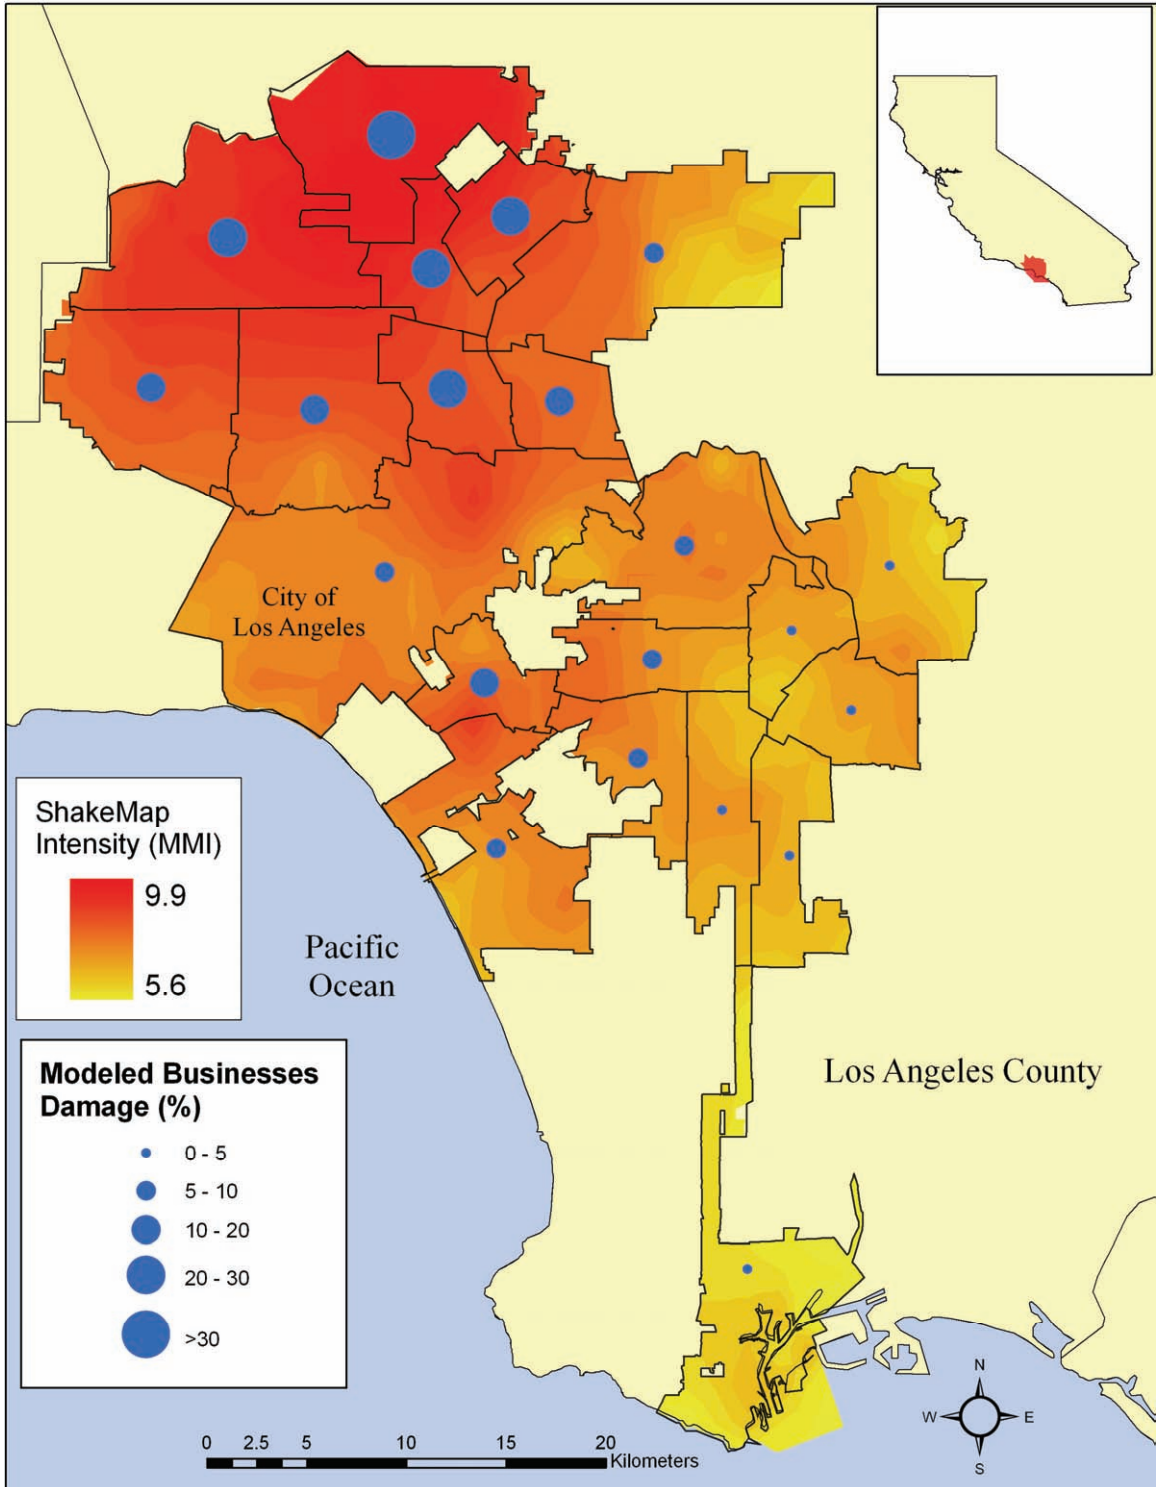 City of
Los Angeles
ShakeMap
Intensity (MMI)
9.9
5.6
Pacific
Ocean
Modeled Businesses
Damage (%)
0 - 5
5 - 10
10 - 20
20 - 30
>30
Los Angeles County
N
W E
S
0 2.5 5 10 15 20
Kilometers